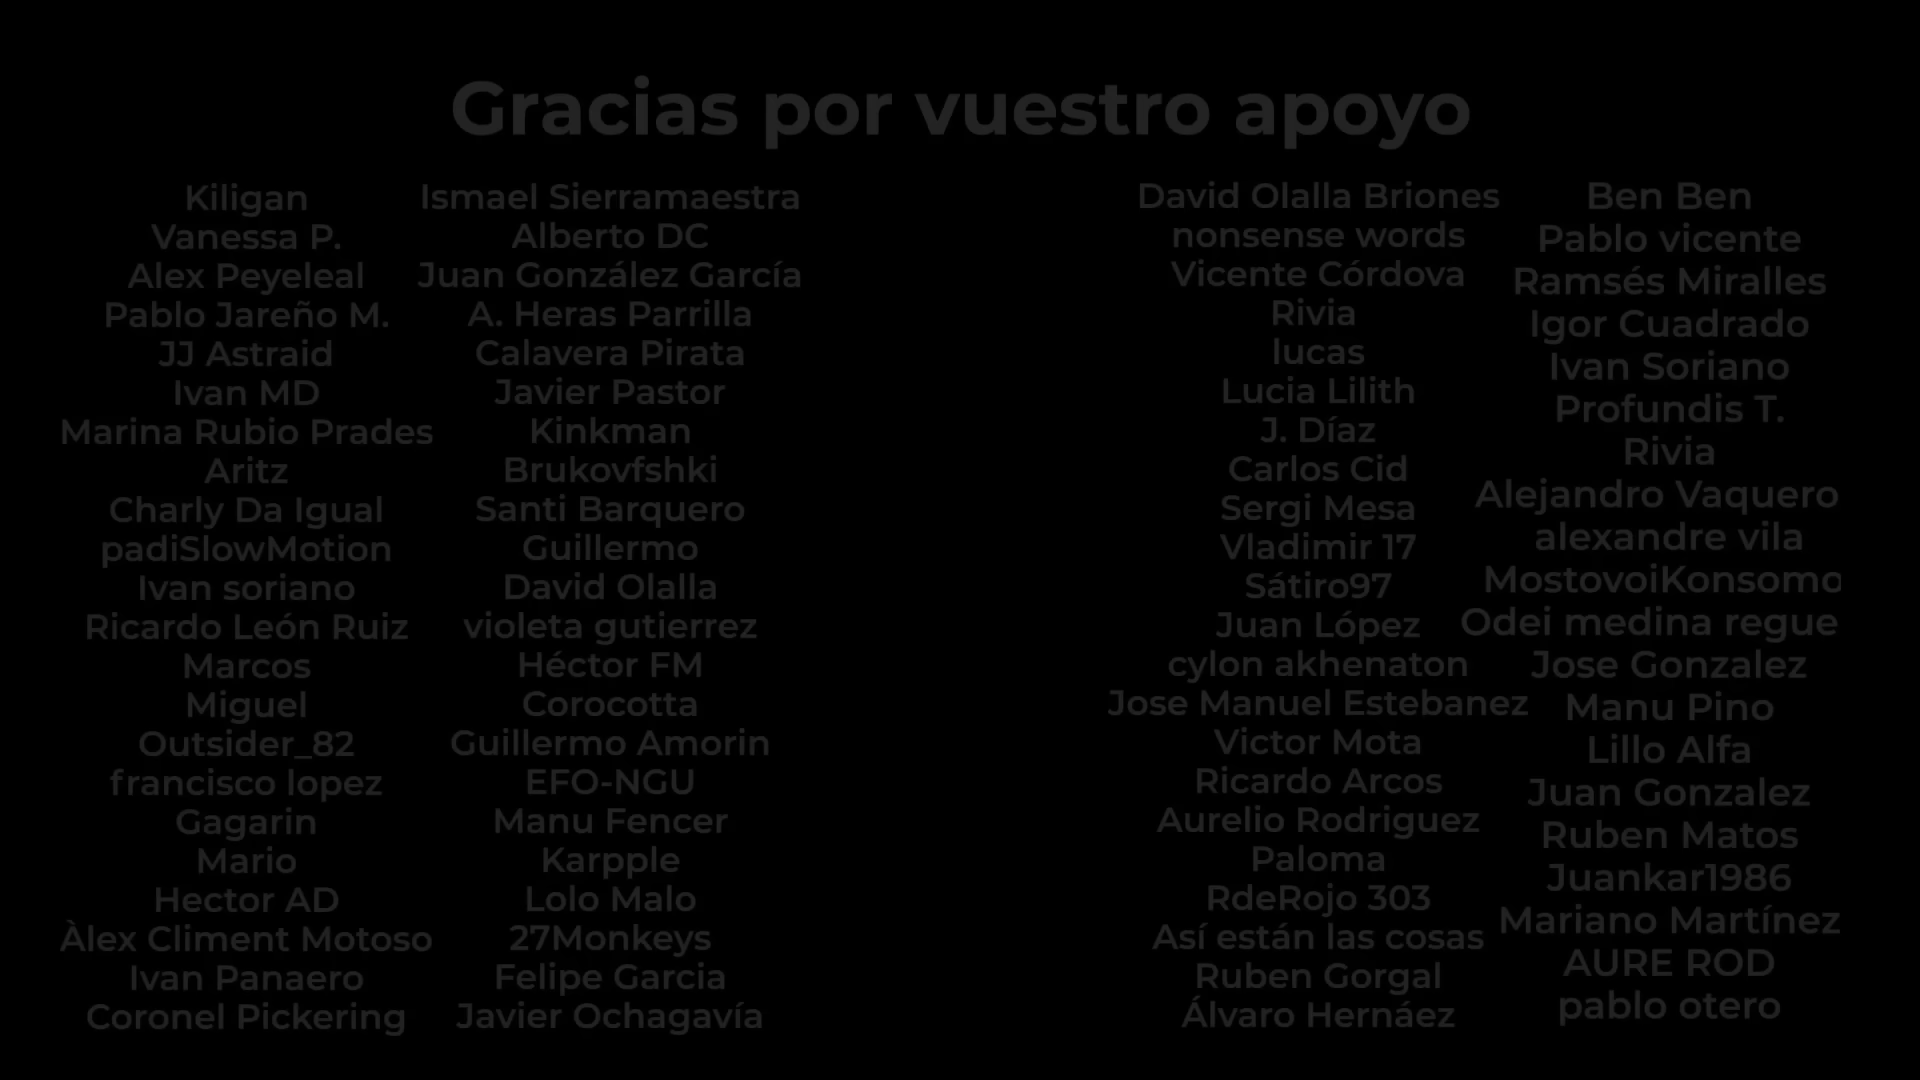 Gracias por vuestro apoyo
Kiligan
Vanessa P.
Alex Peyeleal
Pablo Jareño M.
JJ Astraid
Ivan MD
Marina Rubio Prades
Aritz
Charly Da Igual
padiSlowMotion
Ivan soriano
Ricardo León Ruiz
Marcos
Miguel
Outsider_82
francisco lopez
Gagarin
Mario
Hector AD
Àlex Climent Motoso
Ivan Panaero
Coronel Pickering
Ismael Sierramaestra
Alberto DC
Juan González García
A. Heras Parrilla
Calavera Pirata
Javier Pastor
Kinkman
Brukovfshki
Santi Barquero
Guillermo
David Olalla
violeta gutierrez
Héctor FM
Corocotta
Guillermo Amorin
EFO-NGU
Manu Fencer
Karpple
Lolo Malo
27Monkeys
Felipe Garcia
Javier Ochagavía
David Olalla Briones
nonsense words
Vicente Córdova
Rivia
lucas
Lucia Lilith
J. Díaz
Carlos Cid
Sergi Mesa
Vladimir 17
Sátiro97
Juan López
cylon akhenaton
Jose Manuel Estebanez
Victor Mota
Ricardo Arcos
Aurelio Rodriguez
Paloma
RdeRojo 303
Así están las cosas
Ruben Gorgal
Álvaro Hernáez
Ben Ben
Pablo vicente
Ramsés Miralles
Igor Cuadrado
Ivan Soriano
Profundis T.
Rivia
Alejandro Vaquero
alexandre vila
MostovoiKonsomo
Odei medina regue
Jose Gonzalez
Manu Pino
Lillo Alfa
Juan Gonzalez
Ruben Matos
Juankar1986
Mariano Martínez
AURE ROD
pablo otero